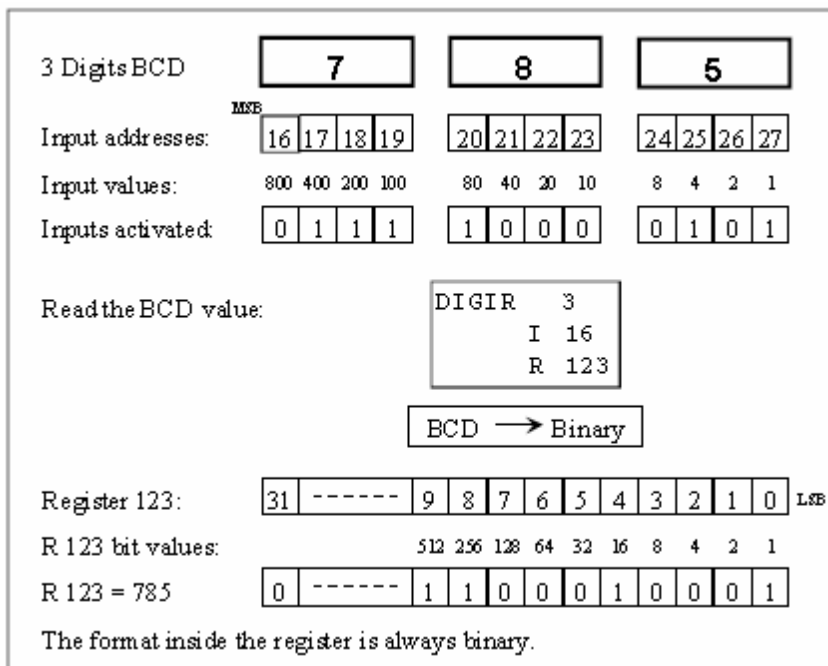 3 Digits BCD 7 8 5
MSB
Input addresses: 16 17 18 19 20 21 22 23 24 25 26 27
Input values: 800 400 200 100 80 40 20 10 8 4 2 1
Inputs activated: 0 1 1 1 1 0 0 0 0 1 0 1
Read the BCD value: DIGIR 3
I 16
R 123
BCD → Binary
Register 123: 31 ------ 9 8 7 6 5 4 3 2 1 0 LSB
R 123 bit values: 512 256 128 64 32 16 8 4 2 1
R 123 = 785 0 ------ 1 1 0 0 0 1 0 0 0 1
The format inside the register is always binary.